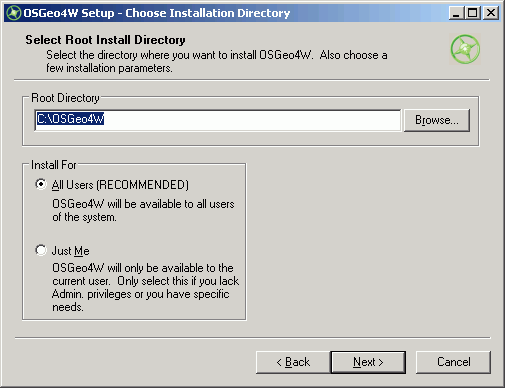 OSGeo4W Setup - Choose Installation Directory
Select Root Install Directory
Select the directory where you want to install OSGeo4W. Also choose a
few installation parameters.
Root Directory
C:\OSGeo4W
Browse...
Install For
All Users (RECOMMENDED)
OSGeo4W will be available to all users
of the system.
Just Me
OSGeo4W will only be available to the
current user. Only select this if you lack
Admin. privileges or you have specific
needs.
< Back
Next >
Cancel